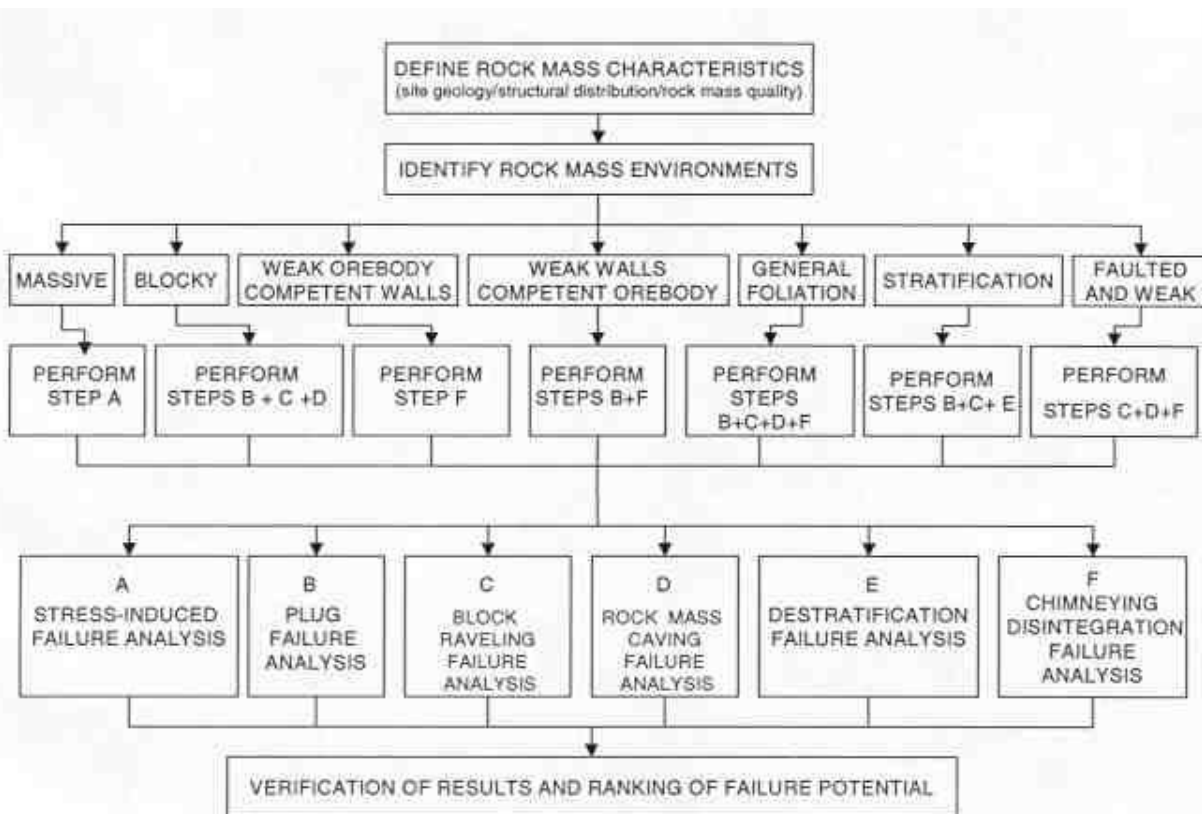 DEFINE ROCK MASS CHARACTERISTICS
(site geology/structural distribution/rock mass quality)
IDENTIFY ROCK MASS ENVIRONMENTS
MASSIVE
BLOCKY
WEAK OREBODY
COMPETENT WALLS
WEAK WALLS
COMPETENT OREBODY
GENERAL
FOLIATION
STRATIFICATION
FAULTED
AND WEAK
PERFORM
STEP A
PERFORM
STEPS B + C +D
PERFORM
STEP F
PERFORM
STEPS B+F
PERFORM
STEPS
B+C+D+F
PERFORM
STEPS B+C+ E
PERFORM
STEPS C+D+F
A
STRESS-INDUCED
FAILURE ANALYSIS
B
PLUG
FAILURE
ANALYSIS
C
BLOCK
RAVELING
FAILURE
ANALYSIS
D
ROCK MASS
CAVING
FAILURE
ANALYSIS
E
DESTRATIFICATION
FAILURE ANALYSIS
F
CHIMNEYING
DISINTEGRATION
FAILURE
ANALYSIS
VERIFICATION OF RESULTS AND RANKING OF FAILURE POTENTIAL